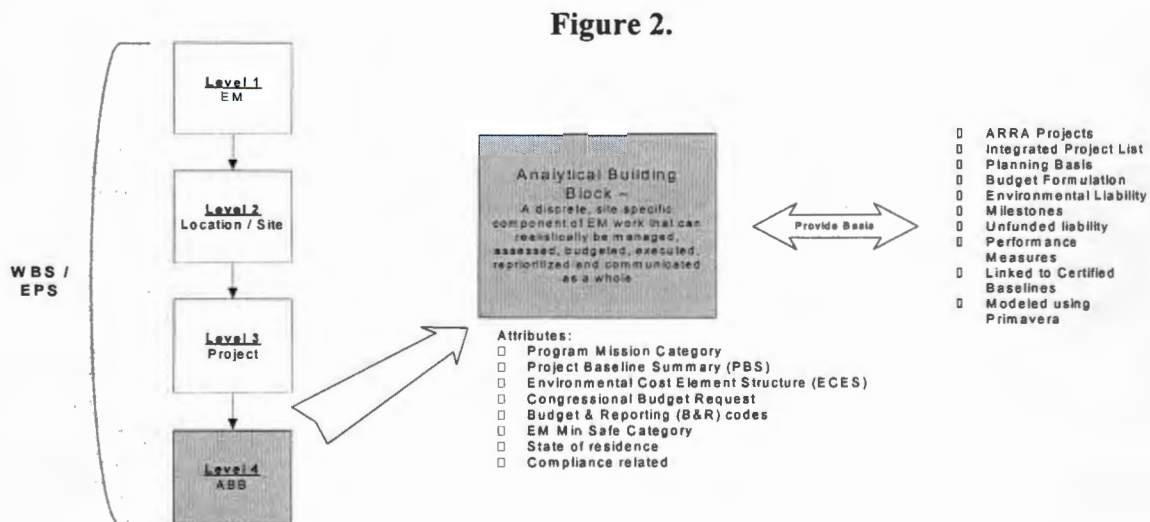 Figure 2.
WBS /
EPS
Level 1
EM
Level 2
Location / Site
Level 3
Project
Level 4
ABB
Analytical Building
Block –
A discrete, site specific
component of EM work that can
realistically be managed,
assessed, budgeted, executed,
reprioritized and communicated
as a whole
Attributes:
Program Mission Category
Project Baseline Summary (PBS)
Environmental Cost Element Structure (ECES)
Congressional Budget Request
Budget & Reporting (B&R) codes
EM Min Safe Category
State of residence
Compliance related
Provide Basis
ARRA Projects
Integrated Project List
Planning Basis
Budget Formulation
Environmental Liability
Milestones
Unfunded liability
Performance
Measures
Linked to Certified
Baselines
Modeled using
Primavera